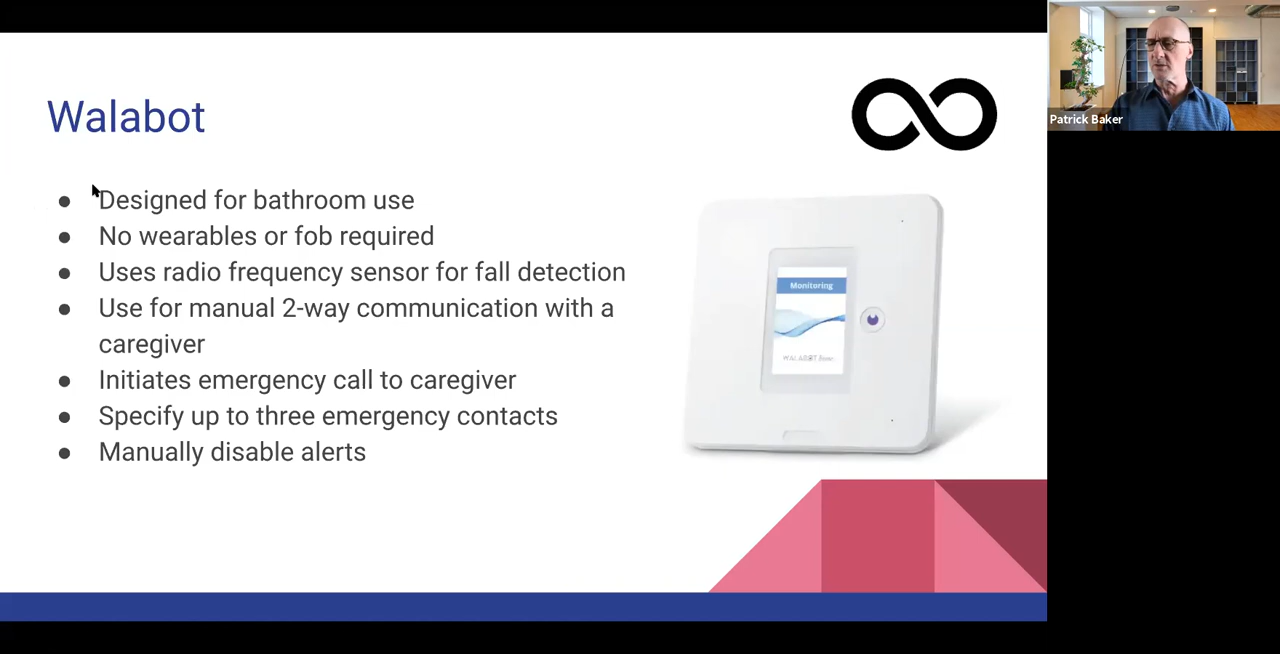 Walabot
● Designed for bathroom use
● No wearables or fob required
● Uses radio frequency sensor for fall detection
● Use for manual 2-way communication with a
caregiver
● Initiates emergency call to caregiver
● Specify up to three emergency contacts
● Manually disable alerts
Monitoring
WALABOT
Patrick Baker